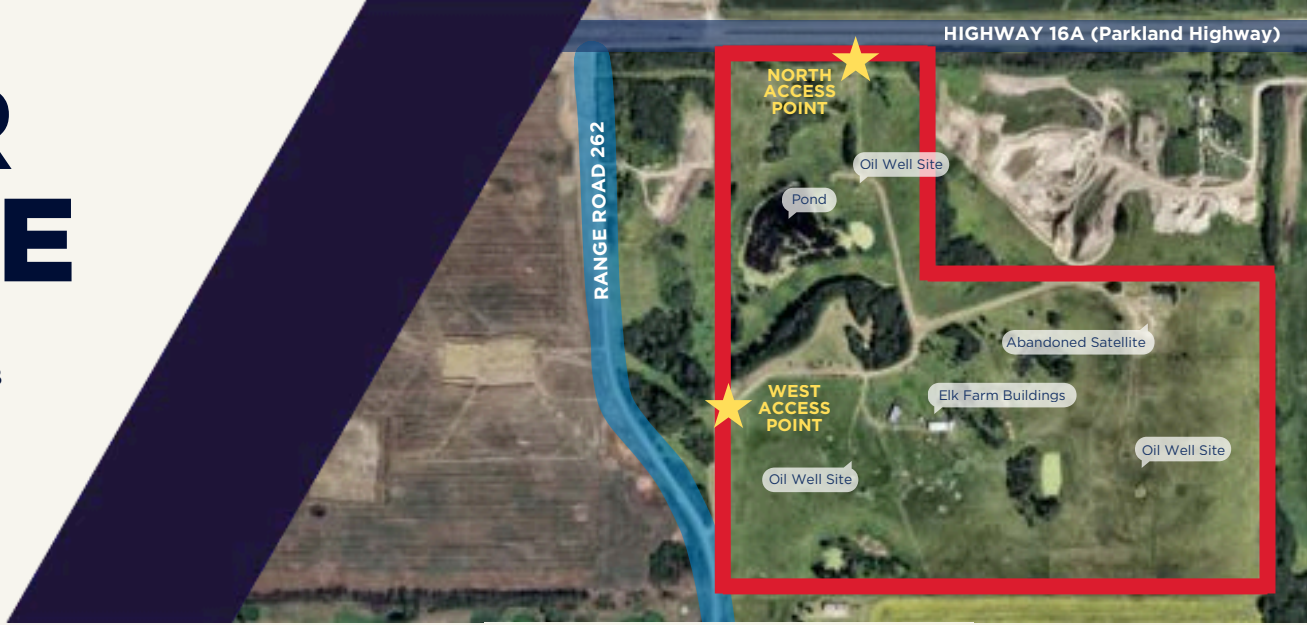 R
E
HIGHWAY 16A (Parkland Highway)
RANGE ROAD 262
NORTH
ACCESS
POINT
Oil Well Site
Pond
Abandoned Satellite
WEST
ACCESS
POINT
Elk Farm Buildings
Oil Well Site
Oil Well Site